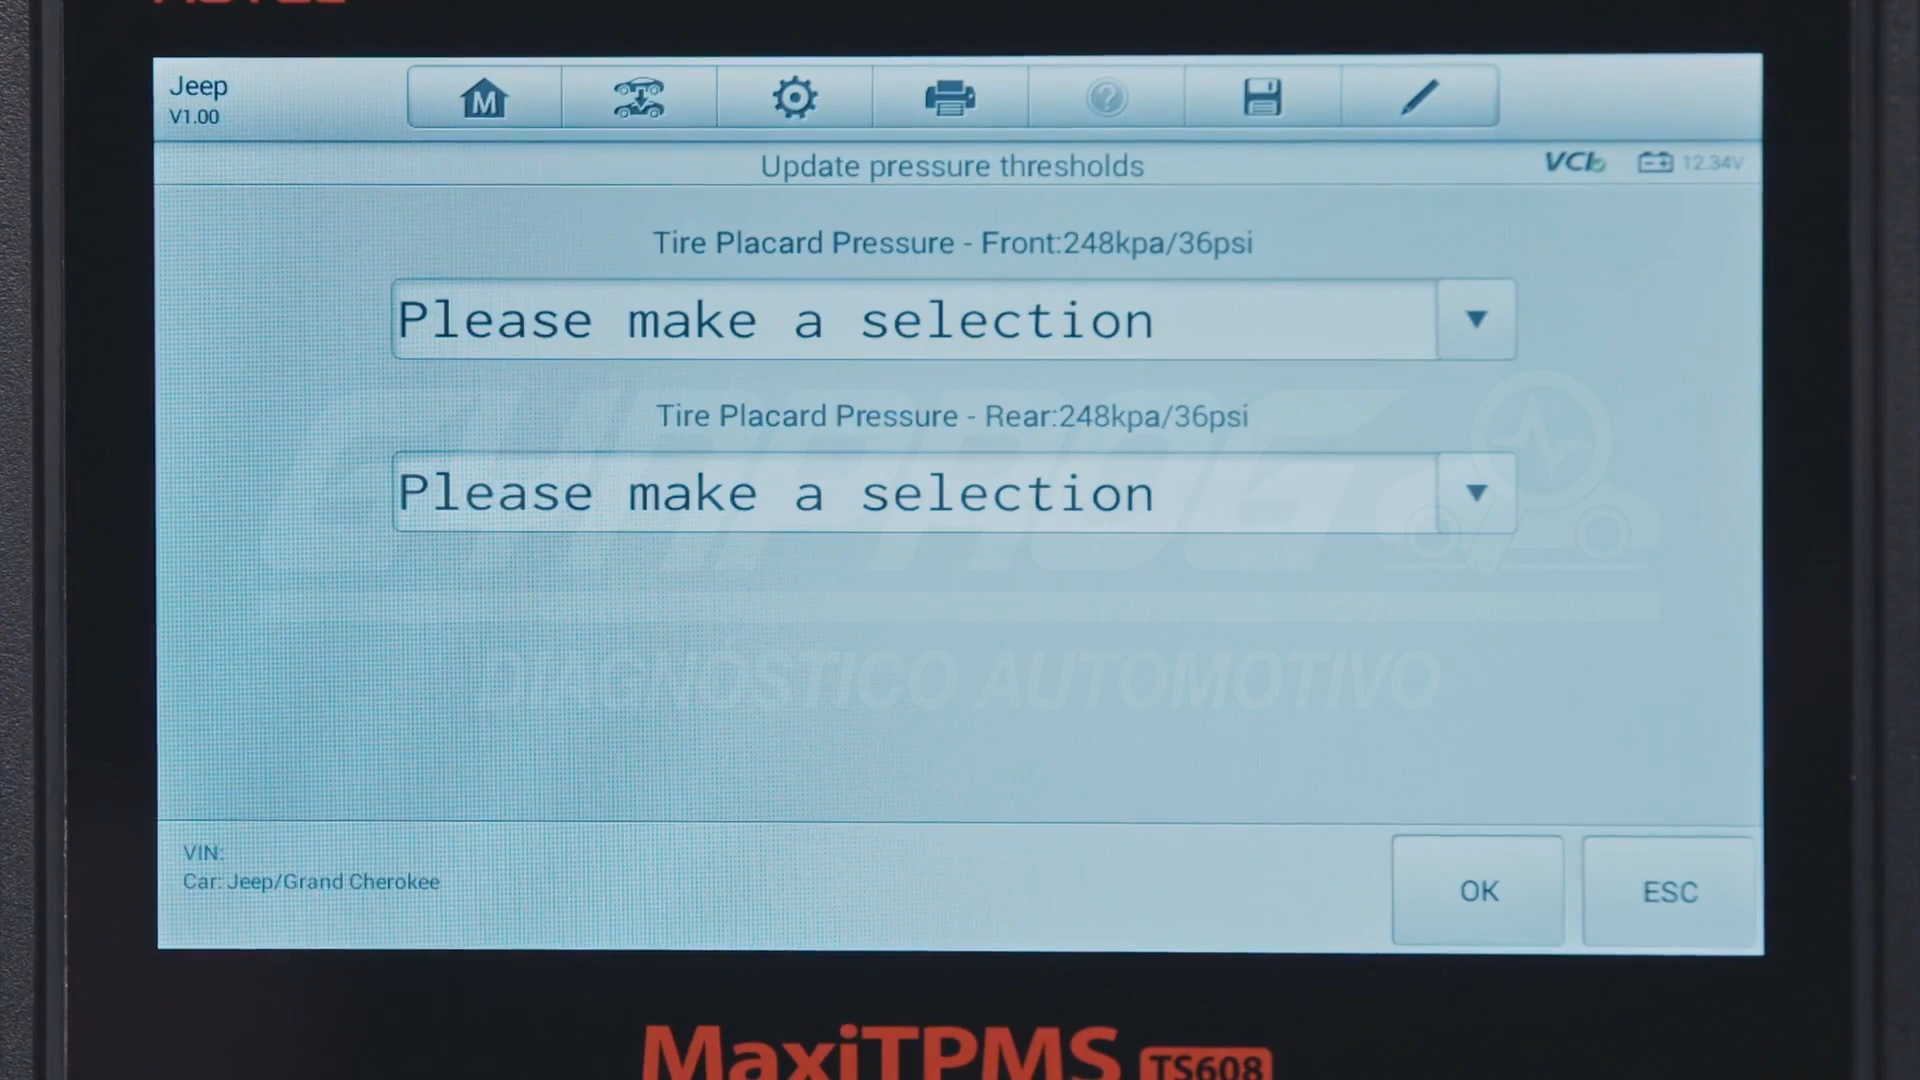 Jeep
V1.00
M
?
Update pressure thresholds
VCI
12.34V
Tire Placard Pressure - Front:248kpa/36psi
Please make a selection
Tire Placard Pressure - Rear:248kpa/36psi
Please make a selection
CHIPROG
DIAGNÓSTICO AUTOMOTIVO
VIN:
Car: Jeep/Grand Cherokee
OK
ESC
MaxiTPMS TS608